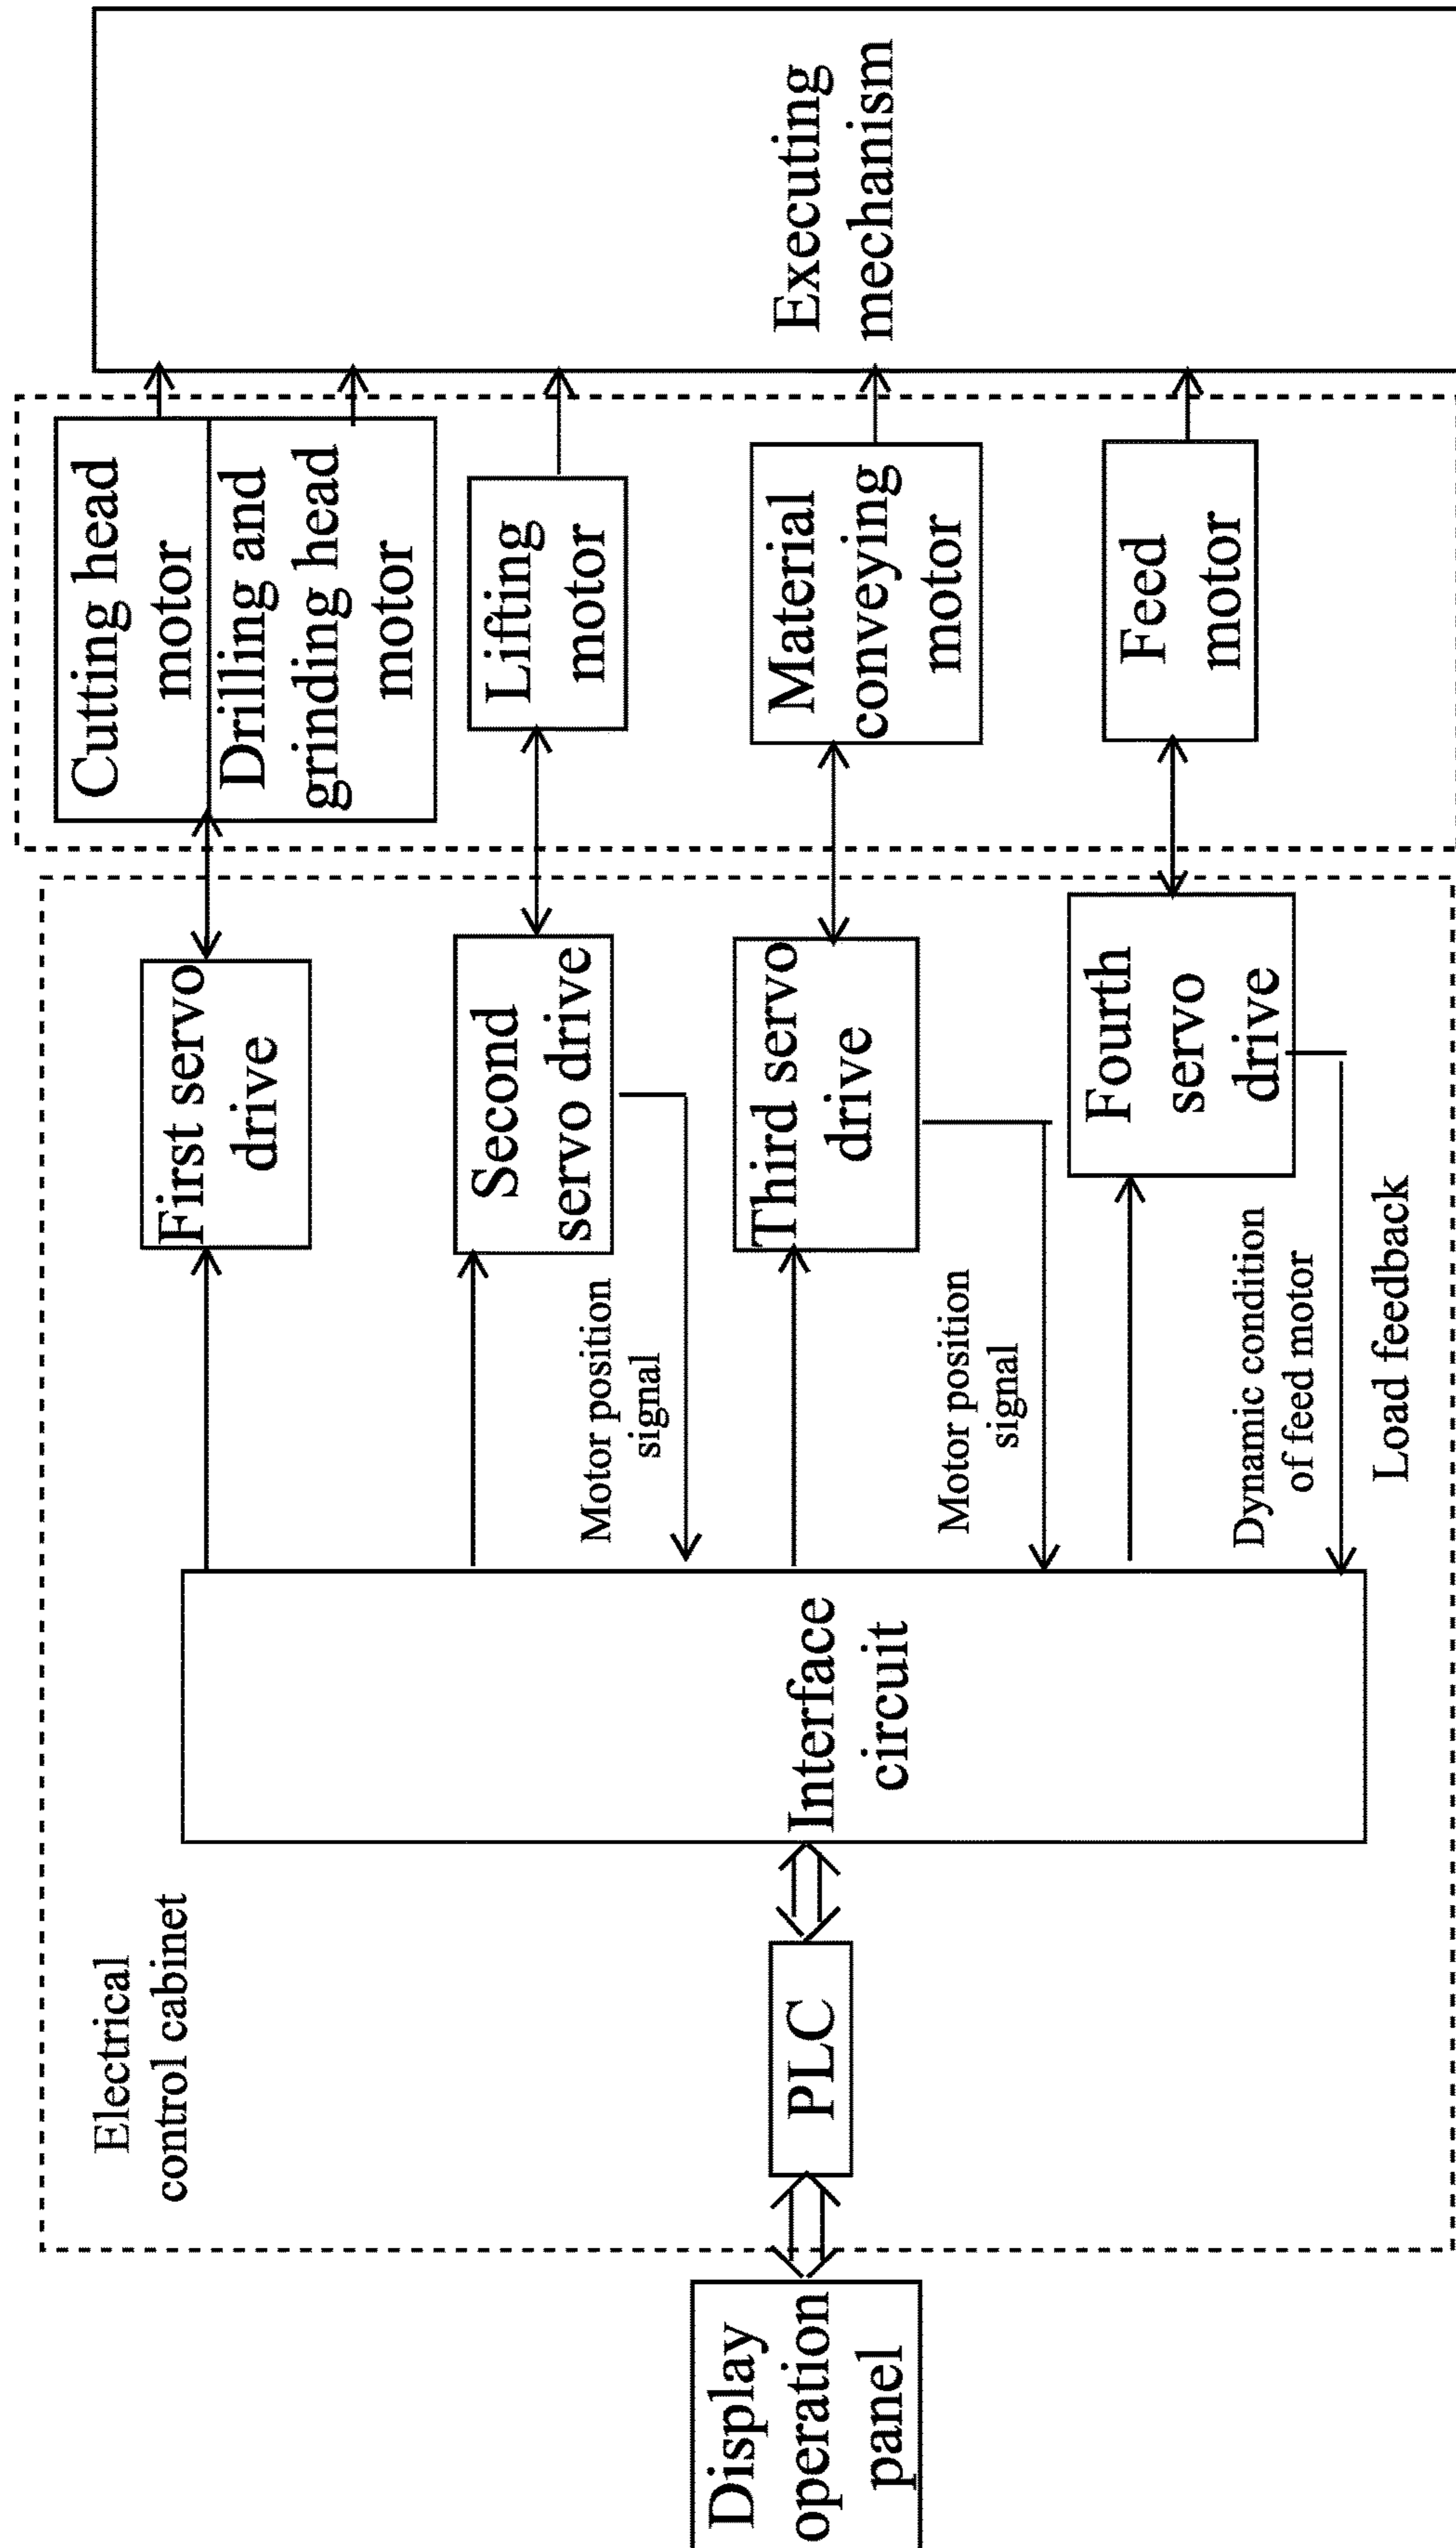 Display
operation
panel
PLC
Electrical
control cabinet
Interface
circuit
First servo
drive
Second
servo drive
Motor position
signal
Third servo
drive
Motor position
signal
Fourth
servo
drive
Dynamic condition
of feed motor
Load feedback
Cutting head
motor
Drilling and
grinding head
motor
Lifting
motor
Material
conveying
motor
Feed
motor
Executing
mechanism